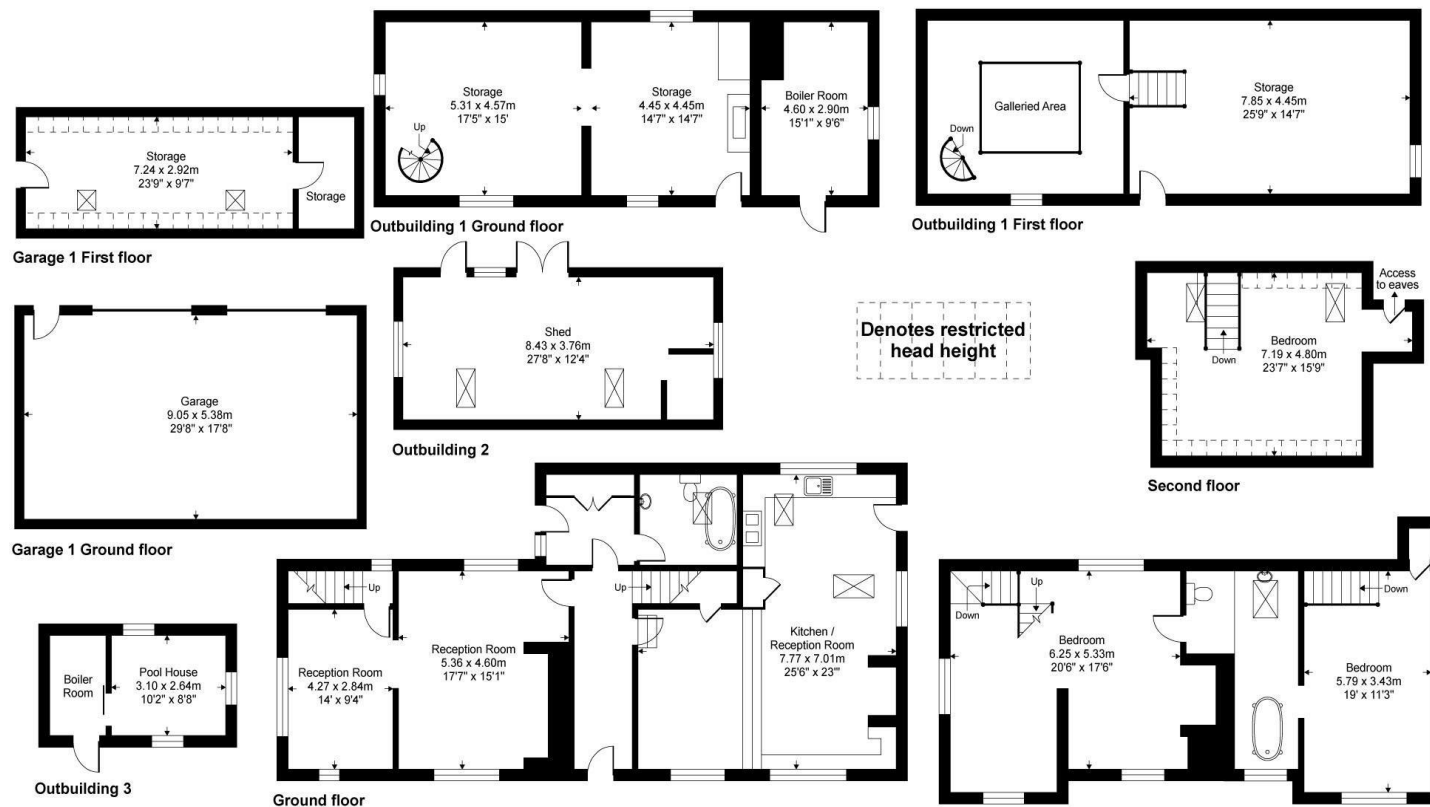 Storage
7.24 x 2.92m
23'9" x 9'7"
Storage
Garage 1 First floor
Storage
5.31 x 4.57m
17'5" x 15'
Up
Storage
4.45 x 4.45m
14'7" x 14'7"
Boiler Room
4.60 x 2.90m
15'1" x 9'6"
Outbuilding 1 Ground floor
Galleried Area
Down
Storage
7.85 x 4.45m
25'9" x 14'7"
Outbuilding 1 First floor
Garage
9.05 x 5.38m
29'8" x 17'8"
Garage 1 Ground floor
Shed
8.43 x 3.76m
27'8" x 12'4"
Outbuilding 2
Denotes restricted
head height
Access
to eaves
Down
Bedroom
7.19 x 4.80m
23'7" x 15'9"
Second floor
Boiler
Room
Pool House
3.10 x 2.64m
10'2" x 8'8"
Outbuilding 3
Up
Reception Room
4.27 x 2.84m
14' x 9'4"
Reception Room
5.36 x 4.60m
17'7" x 15'1"
Up
Kitchen /
Reception Room
7.77 x 7.01m
25'6" x 23'"
Ground floor
Down
Up
Bedroom
6.25 x 5.33m
20'6" x 17'6"
Down
Bedroom
5.79 x 3.43m
19' x 11'3"